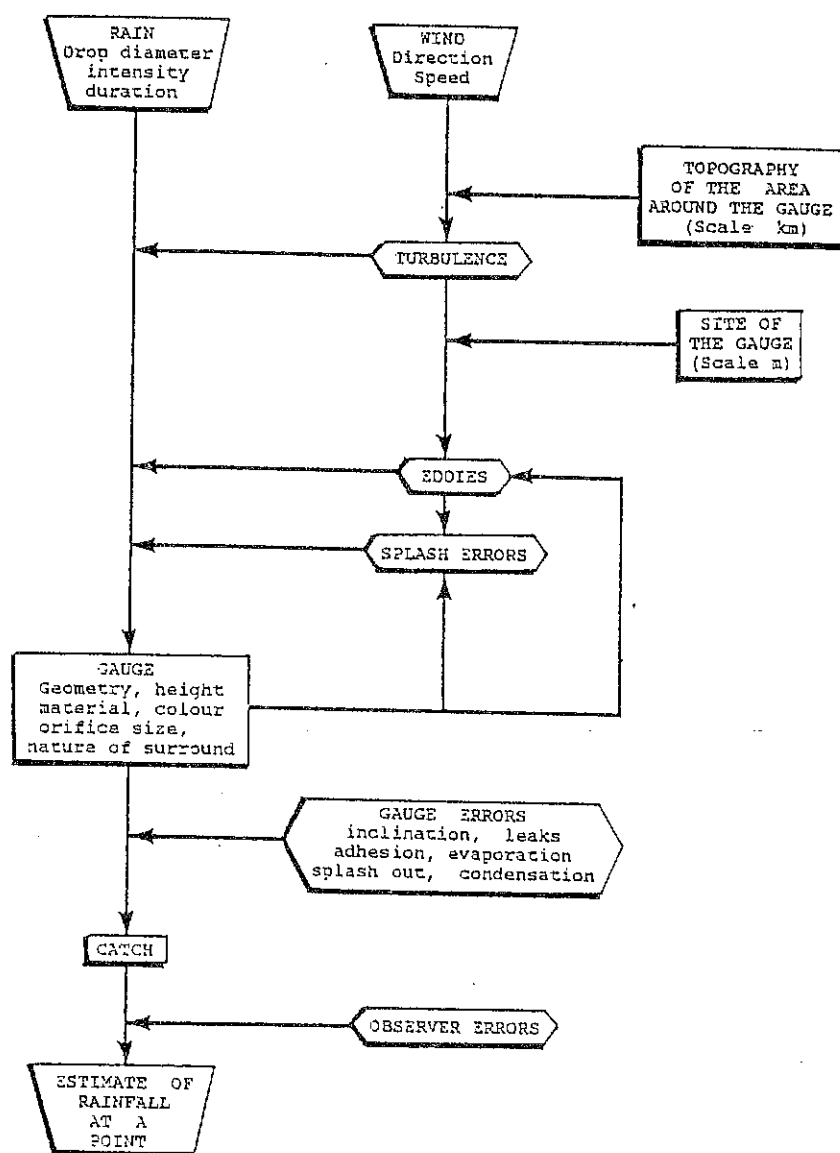 RAIN
Drop diameter
intensity
duration
WIND
Direction
Speed
TOPOGRAPHY
OF THE AREA
AROUND THE GAUGE
(Scale km)
TURBULENCE
SITE OF
THE GAUGE
(Scale m)
EDDIES
SPLASH ERRORS
GAUGE
Geometry, height
material, colour
orifice size,
nature of surround
GAUGE ERRORS
inclination, leaks
adhesion, evaporation
splash out, condensation
CATCH
OBSERVER ERRORS
ESTIMATE OF
RAINFALL
AT A
POINT